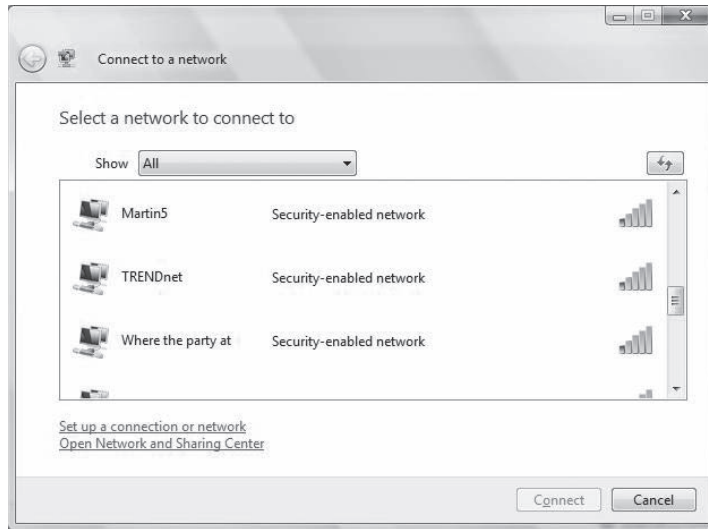 Connect to a network
Select a network to connect to
Show All
Martin5 Security-enabled network
TRENDnet Security-enabled network
Where the party at Security-enabled network
Set up a connection or network
Open Network and Sharing Center
Connect Cancel